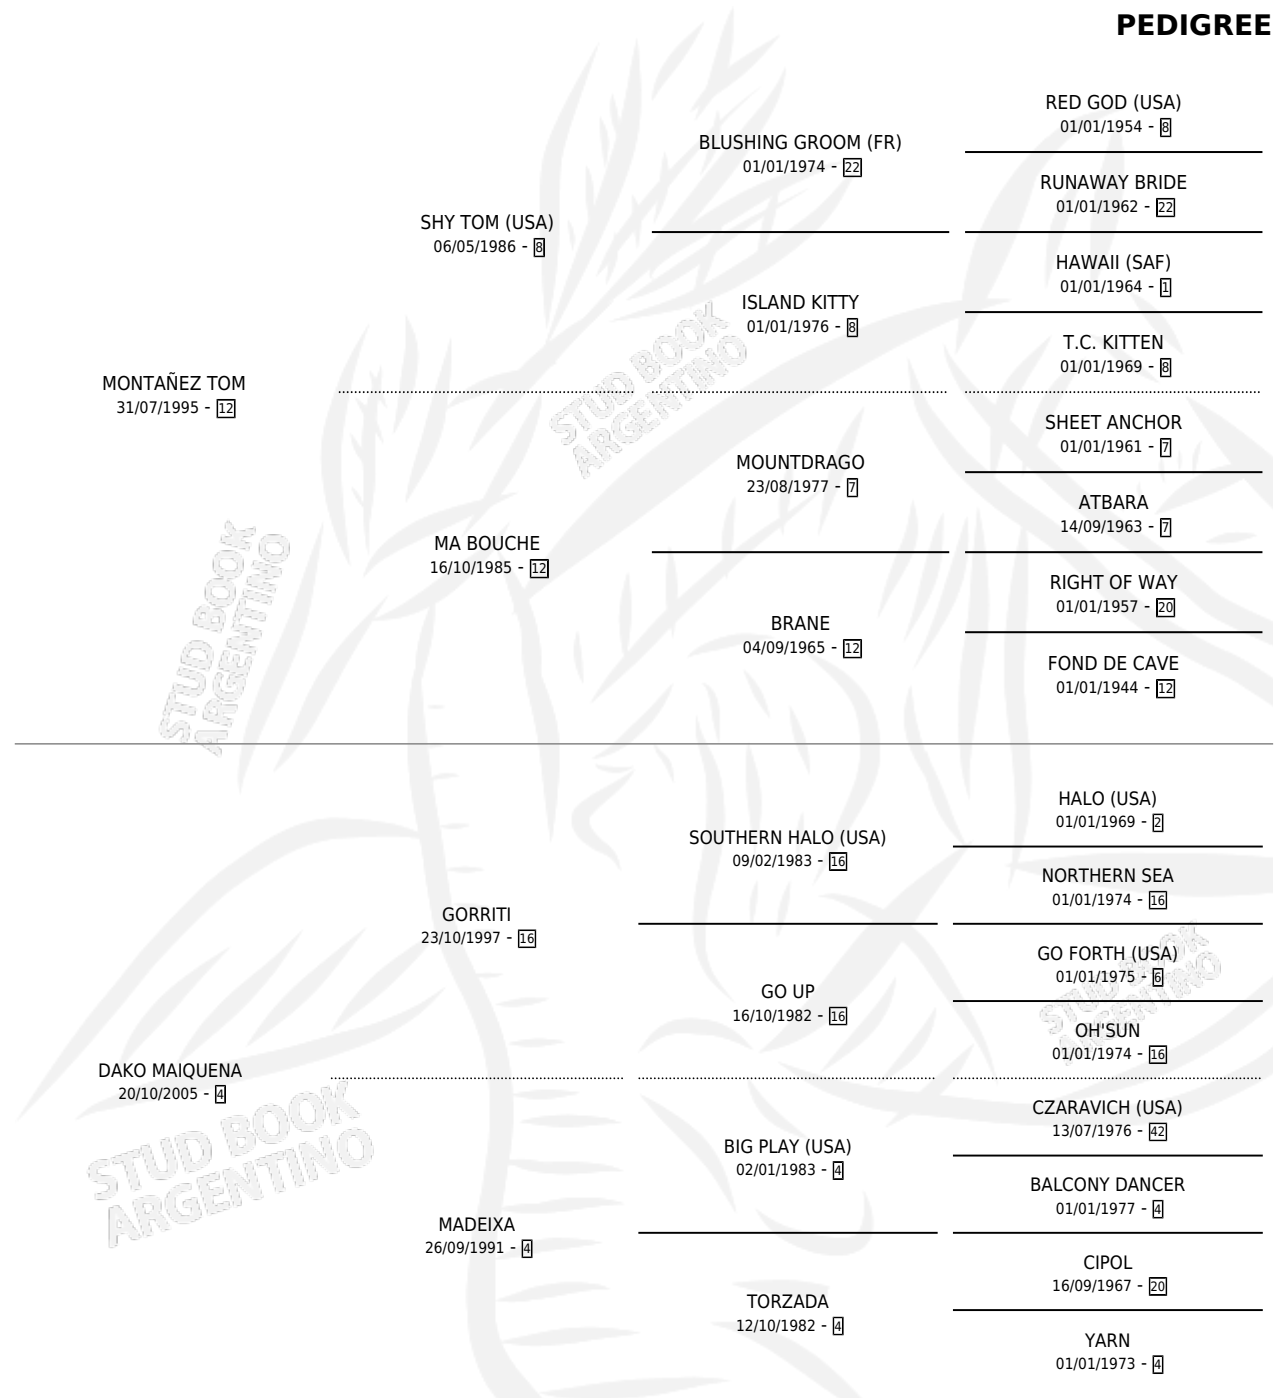 PEDIGREE
RED GOD (USA)
01/01/1954 - 8
BLUSHING GROOM (FR)
01/01/1974 - 22
RUNAWAY BRIDE
01/01/1962 - 22
SHY TOM (USA)
06/05/1986 - 8
HAWAII (SAF)
01/01/1964 - 1
ISLAND KITTY
01/01/1976 - 8
T.C. KITTEN
01/01/1969 - 8
MONTAÑEZ TOM
31/07/1995 - 12
SHEET ANCHOR
01/01/1961 - 7
MOUNTDRAGO
23/08/1977 - 7
ATBARA
14/09/1963 - 7
MA BOUCHE
16/10/1985 - 12
RIGHT OF WAY
01/01/1957 - 20
BRANE
04/09/1965 - 12
FOND DE CAVE
01/01/1944 - 12
HALO (USA)
01/01/1969 - 2
SOUTHERN HALO (USA)
09/02/1983 - 16
NORTHERN SEA
01/01/1974 - 16
GORRITI
23/10/1997 - 16
GO FORTH (USA)
01/01/1975 - 6
GO UP
16/10/1982 - 16
OH'SUN
01/01/1974 - 16
DAKO MAIQUENA
20/10/2005 - 4
CZARAVICH (USA)
13/07/1976 - 42
BIG PLAY (USA)
02/01/1983 - 4
BALCONY DANCER
01/01/1977 - 4
MADEIXA
26/09/1991 - 4
CIPOL
16/09/1967 - 20
TORZADA
12/10/1982 - 4
YARN
01/01/1973 - 4
STUD BOOK
ARGENTINO
STUD BOOK
ARGENTINO
STUD BOOK
ARGENTINO
STUD BOOK
ARGENTINO